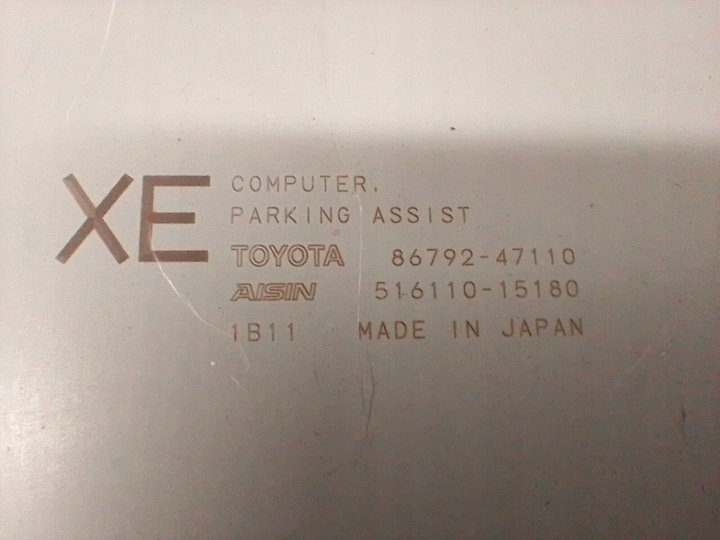 XE
COMPUTER,
PARKING ASSIST
TOYOTA 86792-47110
AISIN 516110-15180
1B11 MADE IN JAPAN